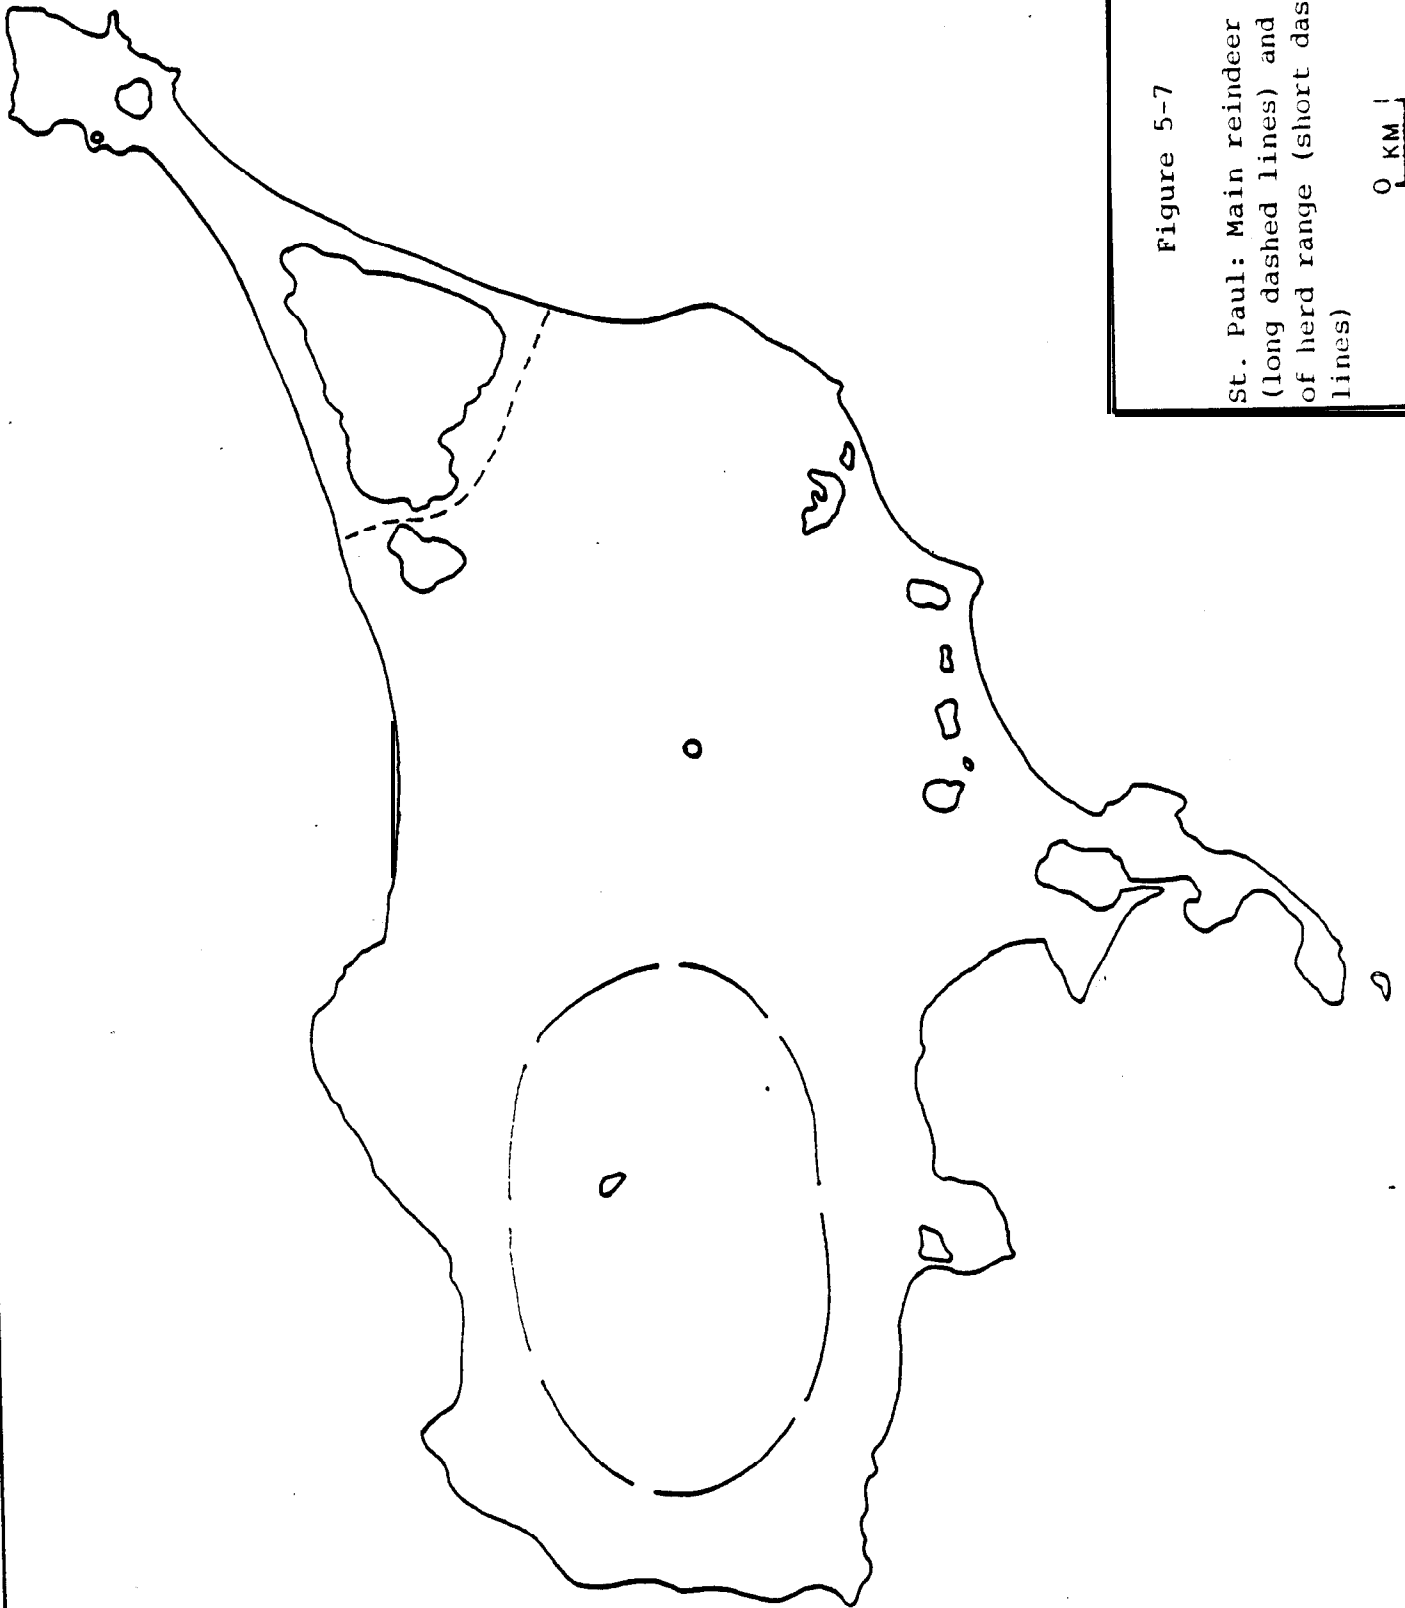 Figure 5-7
St. Paul: Main reindeer
(long dashed lines) and
of herd range (short das
lines)
0 KM 1